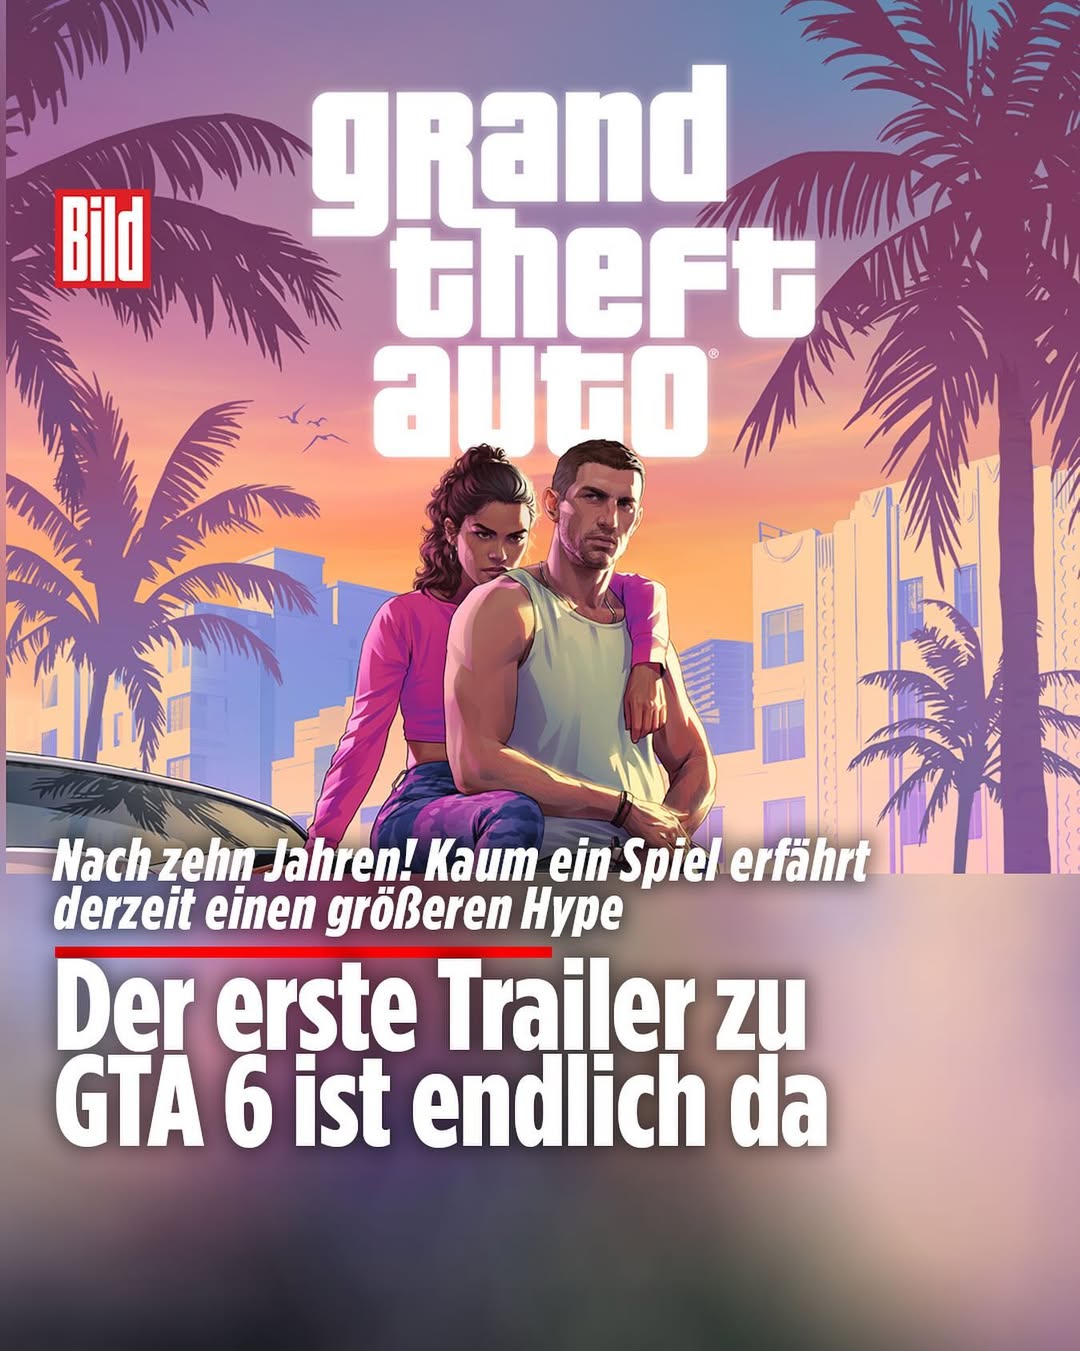 grand
theft
auto®
Bild
Nach zehn Jahren! Kaum ein Spiel erfährt
derzeit einen größeren Hype
Der erste Trailer zu
GTA 6 ist endlich da